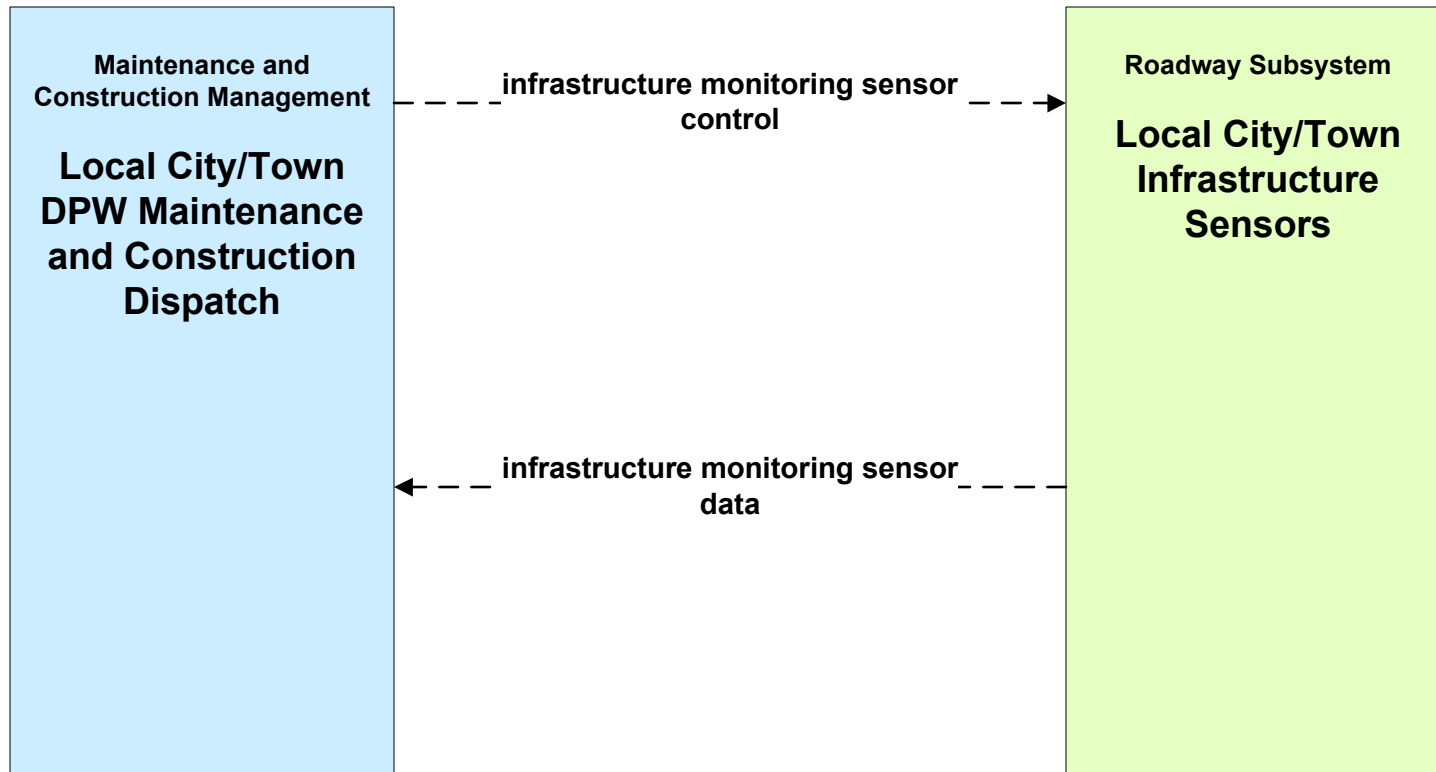 Maintenance and
Construction Management
Local City/Town
DPW Maintenance
and Construction
Dispatch
infrastructure monitoring sensor
control
infrastructure monitoring sensor
data
Roadway Subsystem
Local City/Town
Infrastructure
Sensors